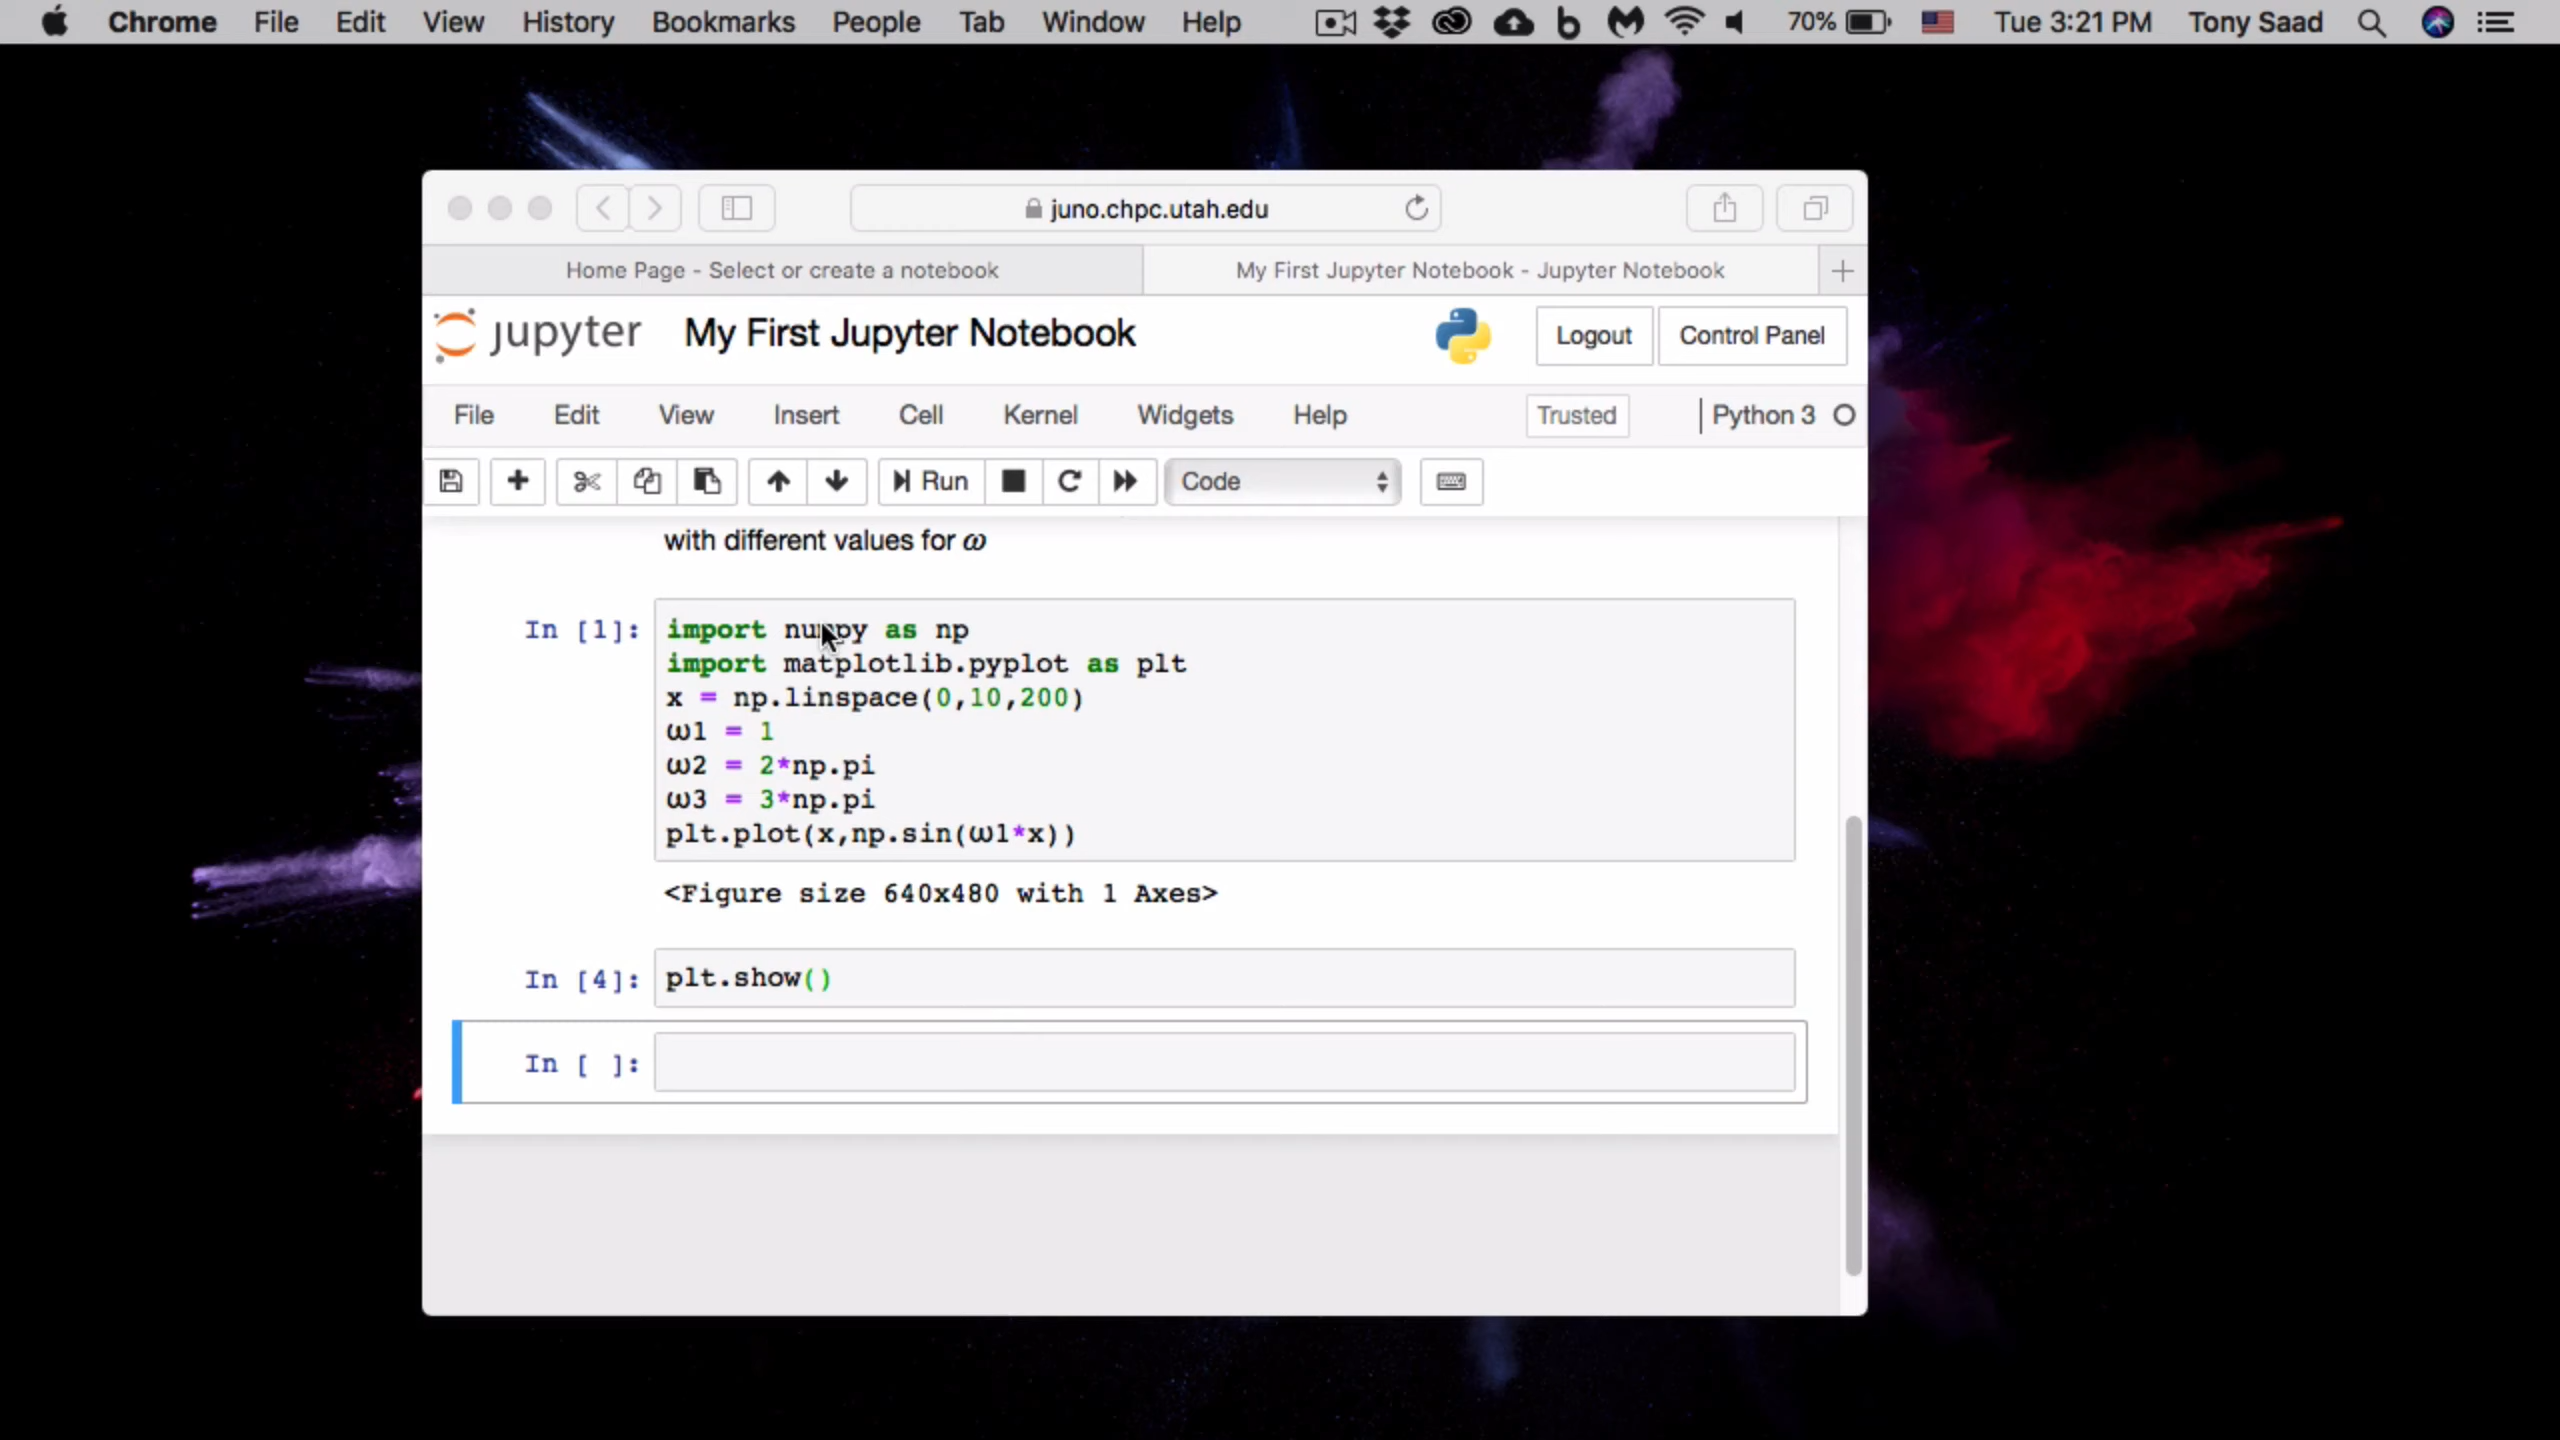 Chrome File Edit View History Bookmarks People Tab Window Help 70% Tue 3:21 PM Tony Saad
juno.chpc.utah.edu
Home Page - Select or create a notebook My First Jupyter Notebook - Jupyter Notebook
jupyter My First Jupyter Notebook Logout Control Panel
File Edit View Insert Cell Kernel Widgets Help Trusted Python 3
Run Code
with different values for ω
In [1]: import numpy as np
import matplotlib.pyplot as plt
x = np.linspace(0,10,200)
ω1 = 1
ω2 = 2*np.pi
ω3 = 3*np.pi
plt.plot(x,np.sin(ω1*x))
<Figure size 640x480 with 1 Axes>
In [4]: plt.show()
In [ ]: